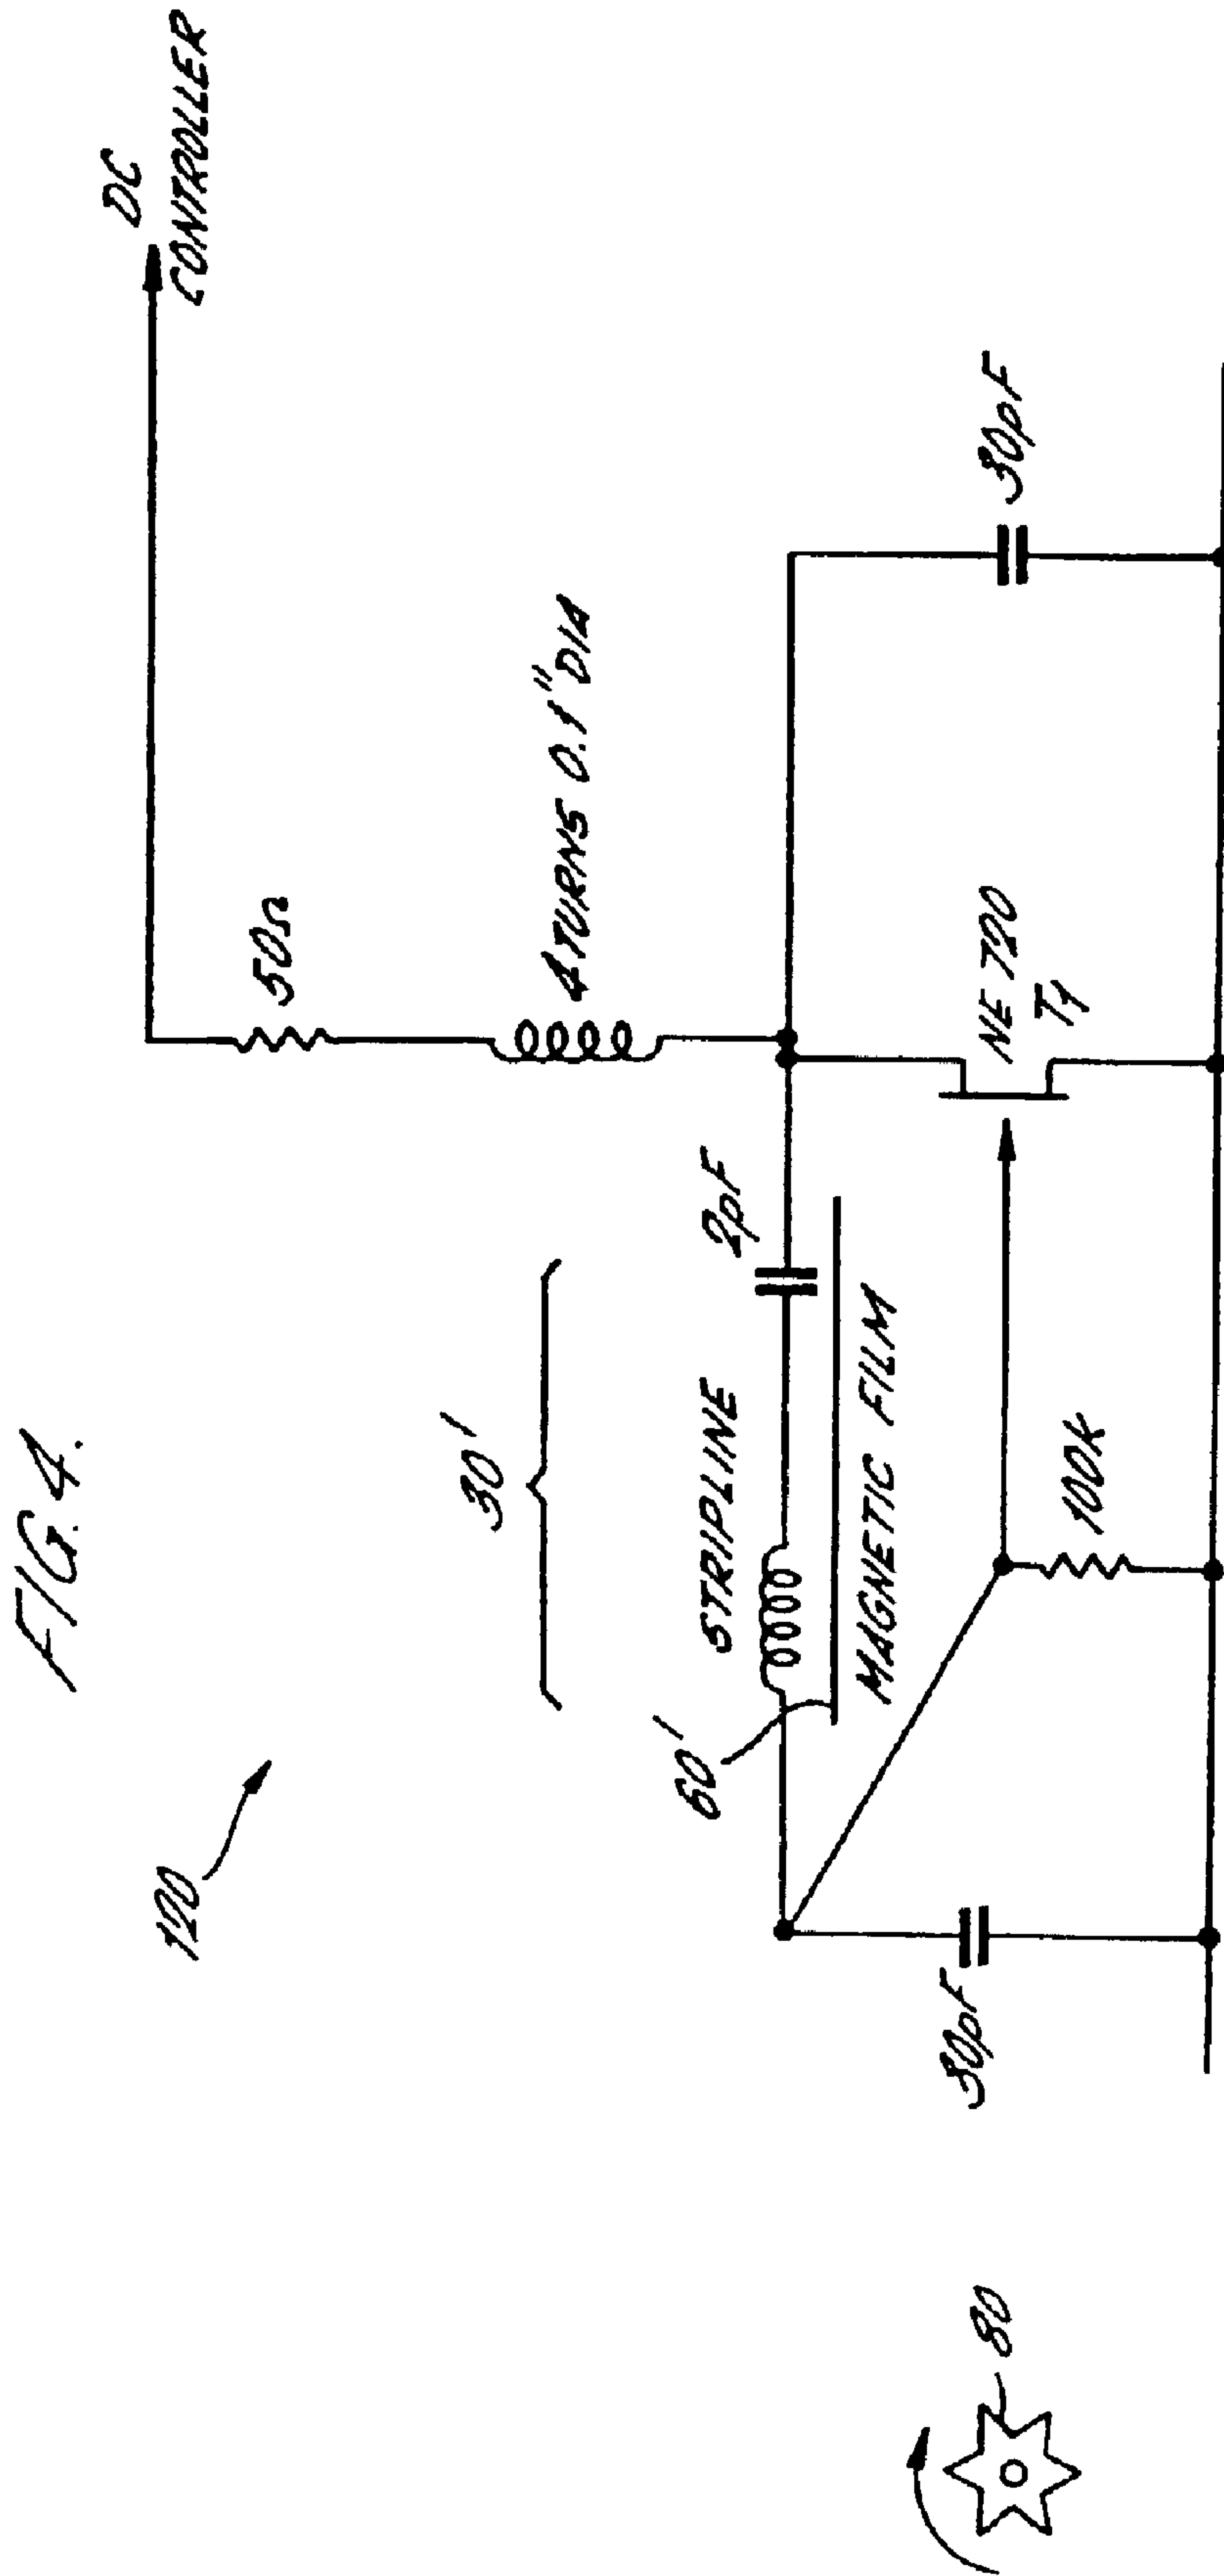 FIG. 4.
120
DC
CONTROLLER
50Ω
4 TURNS 0.1" DIA
30'
STRIPLINE
2pF
60'
MAGNETIC FILM
NE 720
T1
30pF
100k
30pF
80